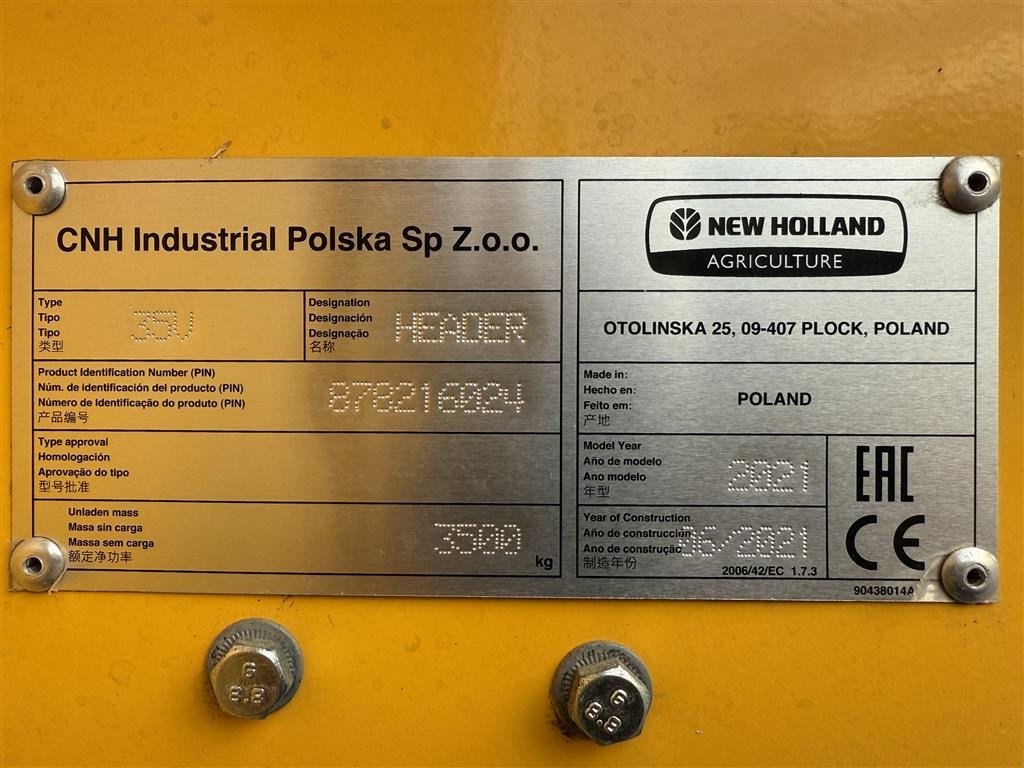 CNH Industrial Polska Sp Z.o.o.
Type
Tipo
Tipo
类型
35V
Designation
Designación
Designação
名称
HEADER
Product Identification Number (PIN)
Núm. de identificación del producto (PIN)
Número de Identificação do produto (PIN)
产品编号
878216024
Type approval
Homologación
Aprovação do tipo
型号批准
Unladen mass
Masa sin carga
Massa sem carga
额定净功率
3500
kg
NEW HOLLAND
AGRICULTURE
OTOLINSKA 25, 09-407 PLOCK, POLAND
Made in:
Hecho en:
Feito em:
产地
POLAND
Model Year
Año de modelo
Ano modelo
年型
2021
Year of Construction
Año de construcción
Ano de construção
制造年份
06/2021
2006/42/EC 1.7.3
EAC
CE
90438014A
8.8
8.8